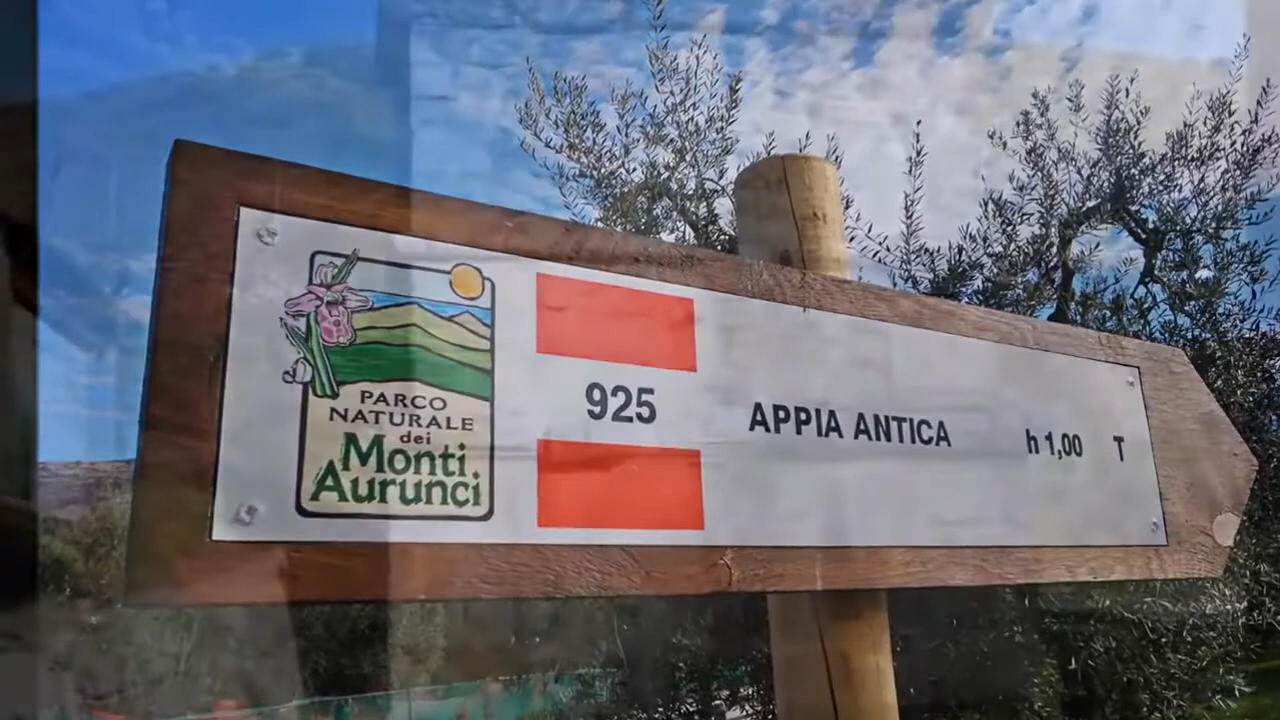 PARCO
NATURALE
dei
Monti
Aurunci
925
APPIA ANTICA
h 1,00
T